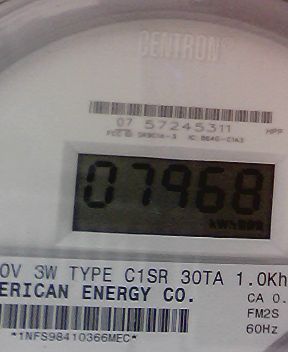 CENTRON®
07 57245311
HPP
07968
0V 3W TYPE C1SR 30TA 1.0Kh
ERICAN ENERGY CO.
CA 0.
FM2S
60Hz
*1NFS98410366MEC*